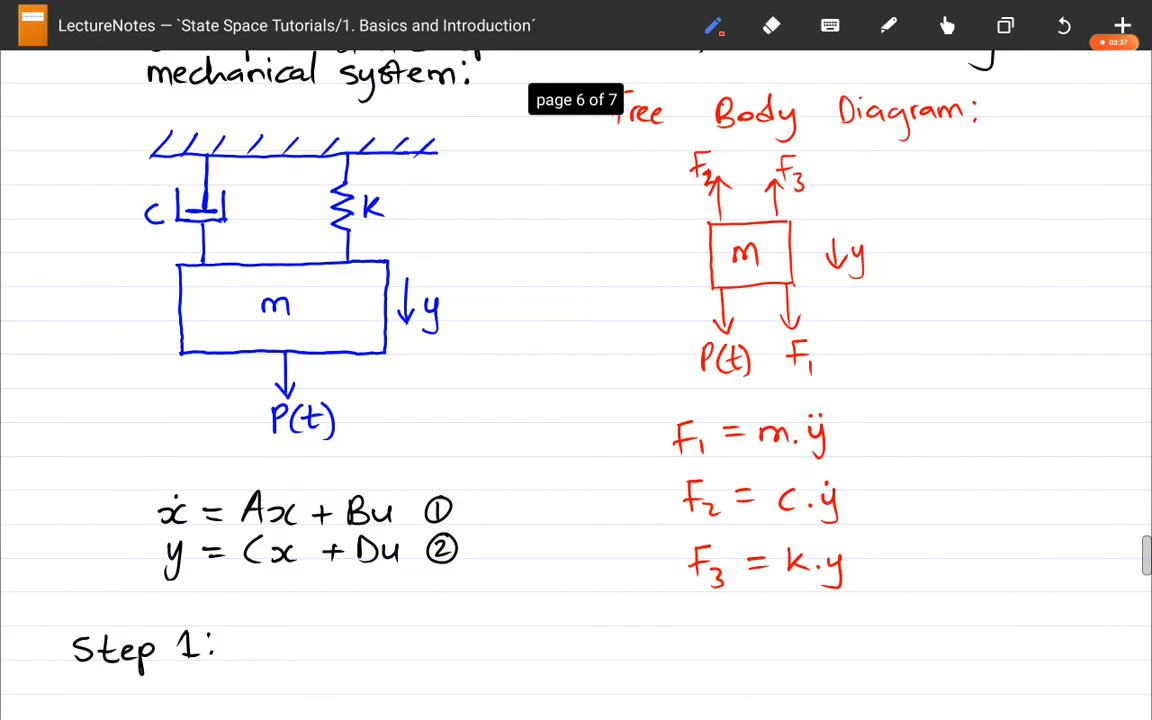 LectureNotes — `State Space Tutorials/1. Basics and Introduction´
03:37
page 6 of 7
mechanical system:
C
K
m
↓ y
P(t)
ẋ = Ax + Bu ①
y = Cx + Du ②
Step 1:
Free Body Diagram:
F2 F3
m
↓ y
P(t) F1
F1 = m.ÿ
F2 = C.ẏ
F3 = K.y